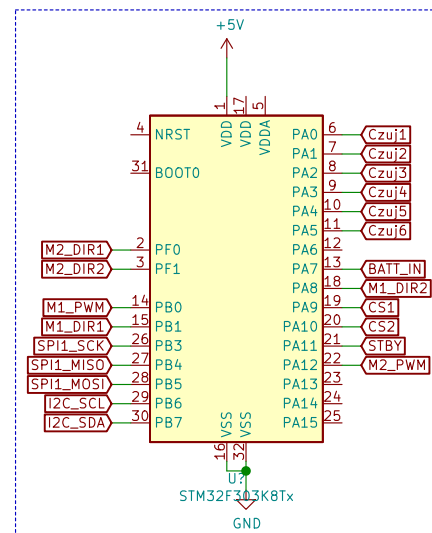 +5V
1 17 5
VDD VDD VDDA
4 NRST PA0 6 Czuj1
PA1 7 Czuj2
31 BOOT0 PA2 8 Czuj3
PA3 9 Czuj4
PA4 10 Czuj5
PA5 11 Czuj6
M2_DIR1 2 PF0 PA6 12
M2_DIR2 3 PF1 PA7 13 BATT_IN
PA8 18 M1_DIR2
M1_PWM 14 PB0 PA9 19 CS1
M1_DIR1 15 PB1 PA10 20 CS2
SPI1_SCK 26 PB3 PA11 21 STBY
SPI1_MISO 27 PB4 PA12 22 M2_PWM
SPI1_MOSI 28 PB5 PA13 23
I2C_SCL 29 PB6 PA14 24
I2C_SDA 30 PB7 PA15 25
VSS VSS
16 32
U?
STM32F303K8Tx
GND